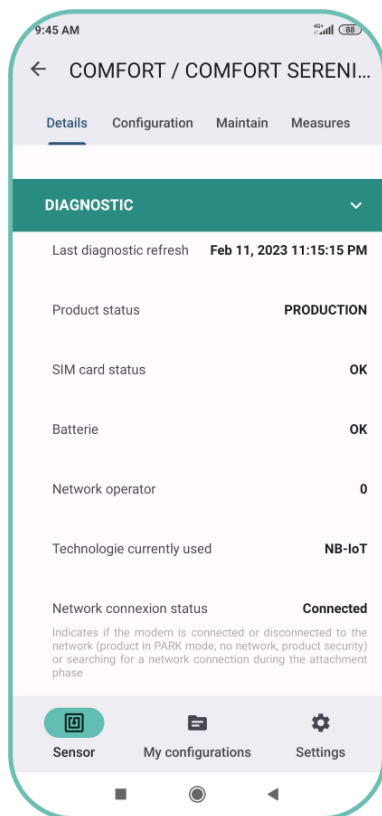 9:45 AM
4G+
88
COMFORT / COMFORT SERENI...
Details Configuration Maintain Measures
DIAGNOSTIC
Last diagnostic refresh Feb 11, 2023 11:15:15 PM
Product status PRODUCTION
SIM card status OK
Batterie OK
Network operator 0
Technologie currently used NB-IoT
Network connexion status Connected
Indicates if the modem is connected or disconnected to the
network (product in PARK mode, no network, product security)
or searching for a network connection during the attachment
phase
Sensor My configurations Settings